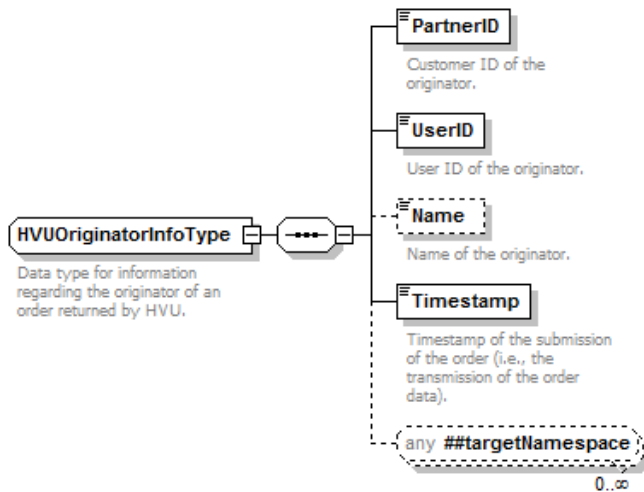 PartnerID
Customer ID of the
originator.
UserID
User ID of the originator.
HVUOriginatorInfoType
Data type for information
regarding the originator of an
order returned by HVU.
Name
Name of the originator.
Timestamp
Timestamp of the submission
of the order (i.e., the
transmission of the order
data).
any ##targetNamespace
0..∞